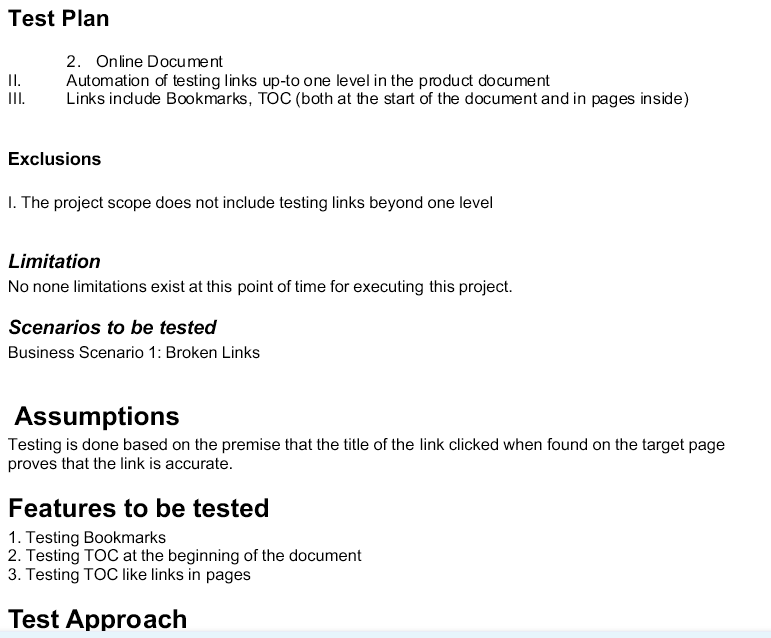 Test Plan
2. Online Document
II. Automation of testing links up-to one level in the product document
III. Links include Bookmarks, TOC (both at the start of the document and in pages inside)
Exclusions
I. The project scope does not include testing links beyond one level
Limitation
No none limitations exist at this point of time for executing this project.
Scenarios to be tested
Business Scenario 1: Broken Links
Assumptions
Testing is done based on the premise that the title of the link clicked when found on the target page
proves that the link is accurate.
Features to be tested
1. Testing Bookmarks
2. Testing TOC at the beginning of the document
3. Testing TOC like links in pages
Test Approach